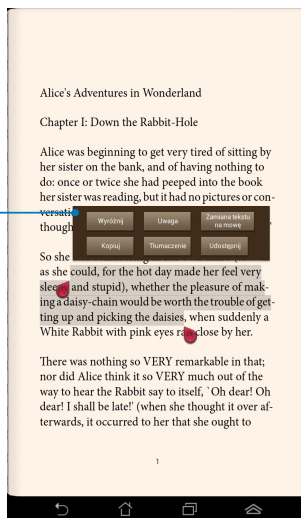 Alice's Adventures in Wonderland
Chapter I: Down the Rabbit-Hole
Alice was beginning to get very tired of sitting by
her sister on the bank, and of having nothing to
do: once or twice she had peeped into the book
her sister was reading, but it had no pictures or con-
versati
though
Wyróżnij
Uwaga
Zamiana tekstu
na mowę
Kopiuj
Tłumaczenie
Udostępnij
So she
as she could, for the hot day made her feel very
sleepy and stupid), whether the pleasure of mak-
ing a daisy-chain would be worth the trouble of get-
ting up and picking the daisies, when suddenly a
White Rabbit with pink eyes ran close by her.
There was nothing so VERY remarkable in that;
nor did Alice think it so VERY much out of the
way to hear the Rabbit say to itself, `Oh dear! Oh
dear! I shall be late!' (when she thought it over af-
terwards, it occurred to her that she ought to
1